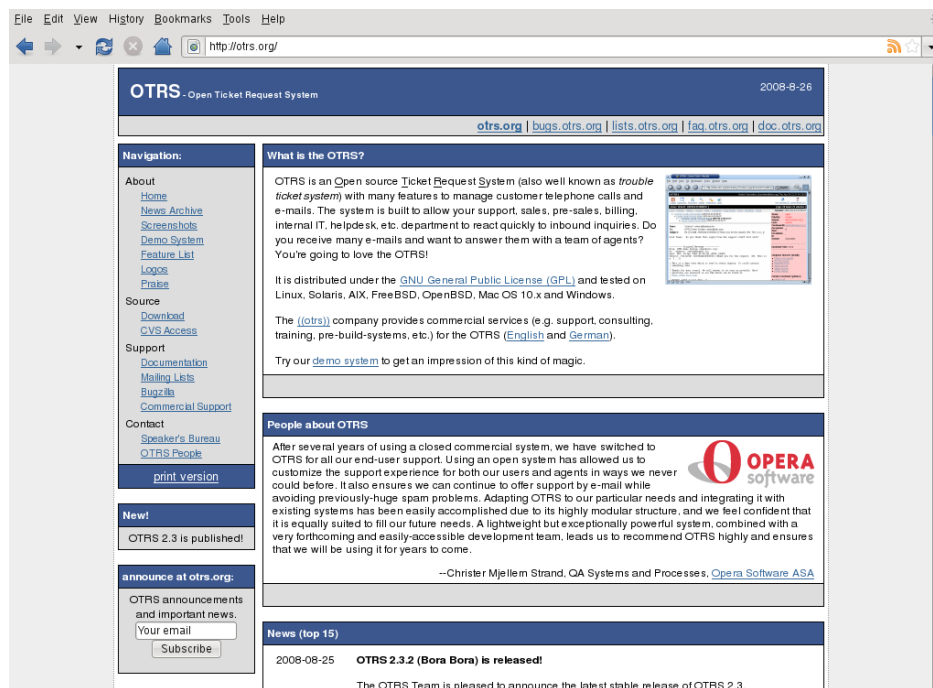 File Edit View History Bookmarks Tools Help
http://otrs.org/
OTRS - Open Ticket Request System
2008-8-26
otrs.org | bugs.otrs.org | lists.otrs.org | faq.otrs.org | doc.otrs.org
Navigation:
About
Home
News Archive
Screenshots
Demo System
Feature List
Logos
Praise
Source
Download
CVS Access
Support
Documentation
Mailing Lists
Bugzilla
Commercial Support
Contact
Speaker's Bureau
OTRS People
print version
New!
OTRS 2.3 is published!
announce at otrs.org:
OTRS announcements
and important news.
Your email
Subscribe
What is the OTRS?
OTRS is an Open source Ticket Request System (also well known as trouble
ticket system) with many features to manage customer telephone calls and
e-mails. The system is built to allow your support, sales, pre-sales, billing,
internal IT, helpdesk, etc. department to react quickly to inbound inquiries. Do
you receive many e-mails and want to answer them with a team of agents?
You're going to love the OTRS!
It is distributed under the GNU General Public License (GPL) and tested on
Linux, Solaris, AIX, FreeBSD, OpenBSD, Mac OS 10.x and Windows.
The ((otrs)) company provides commercial services (e.g. support, consulting,
training, pre-build-systems, etc.) for the OTRS (English and German).
Try our demo system to get an impression of this kind of magic.
People about OTRS
After several years of using a closed commercial system, we have switched to
OTRS for all our end-user support. Using an open system has allowed us to
customize the support experience for both our users and agents in ways we never
could before. It also ensures we can continue to offer support by e-mail while
avoiding previously-huge spam problems. Adapting OTRS to our particular needs and integrating it with
existing systems has been easily accomplished due to its highly modular structure, and we feel confident that
it is equally suited to fill our future needs. A lightweight but exceptionally powerful system, combined with a
very forthcoming and easily-accessible development team, leads us to recommend OTRS highly and ensures
that we will be using it for years to come.
OPERA
software
--Christer Mjellem Strand, QA Systems and Processes, Opera Software ASA
News (top 15)
2008-08-25 OTRS 2.3.2 (Bora Bora) is released!
The OTRS Team is pleased to announce the latest stable release of OTRS 2.3.